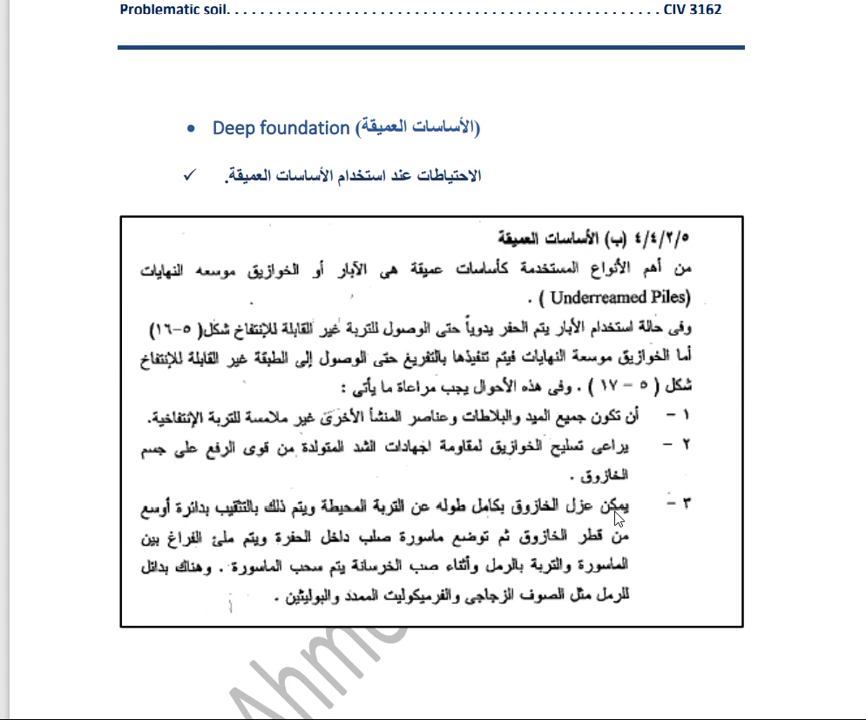 Problematic soil. . . . . . . . . . . . . . . . . . . . . . . . . . . . . . . . . . . . . . . . . . . . . . . . . . . . . CIV 3162
• Deep foundation (الأساسات العميقة)
✓ الاحتياطات عند استخدام الأساسات العميقة.
٤/٤/٢/٥ (ب) الأساسات العميقة
من أهم الأنواع المستخدمة كأساسات عميقة هى الآبار أو الخوازيق موسعه النهايات
(Underreamed Piles ) .
وفى حالة استخدام الآبار يتم الحفر يدوياً حتى الوصول للتربة غير القابلة للإنتفاخ شكل( ٥-١٦)
أما الخوازيق موسعة النهايات فيتم تنفيذها بالتفريغ حتى الوصول إلى الطبقة غير القابلة للإنتفاخ
شكل ( ٥ – ١٧ ) . وفى هذه الأحوال يجب مراعاة ما يأتى :
١ – أن تكون جميع الميد والبلاطات وعناصر المنشأ الأخرى غير ملامسة للتربة الإنتفاخية.
٢ – يراعى تسليح الخوازيق لمقاومة اجهادات الشد المتولدة من قوى الرفع على جسم
الخازوق .
٣ – يمكن عزل الخازوق بكامل طوله عن التربة المحيطة ويتم ذلك بالتثقيب بدائرة أوسع
من قطر الخازوق ثم توضع ماسورة صلب داخل الحفرة ويتم ملئ الفراغ بين
الماسورة والتربة بالرمل وأثناء صب الخرسانة يتم سحب الماسورة . وهناك بدائل
للرمل مثل الصوف الزجاجى والفرميكوليت الممدد والبوليثين .
Ahm